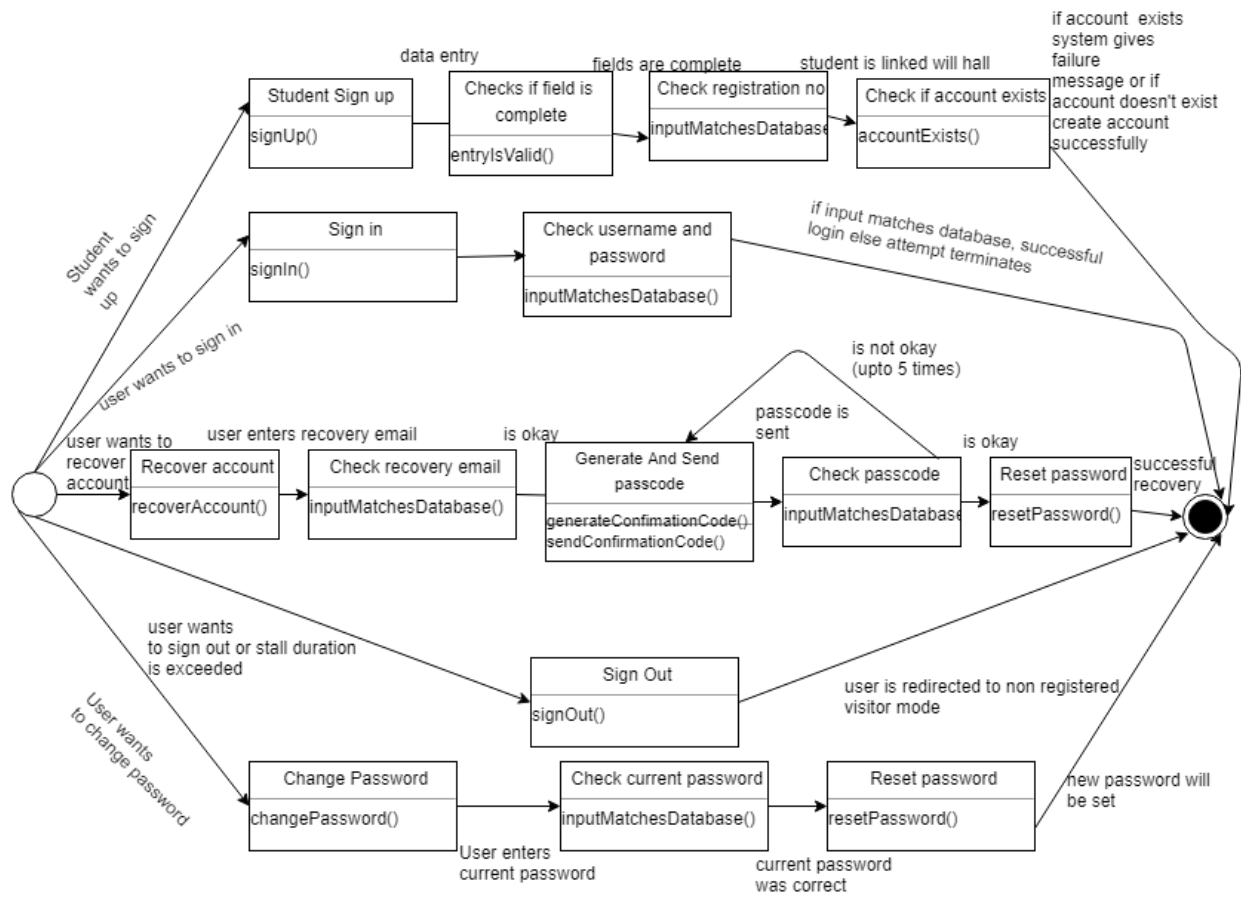 if account  exists
system gives
failure
message or if
account doesn't exist
create account
successfully
data entry
fields are complete
student is linked will hall
Student Sign up
signUp()
Checks if field is
complete
entryIsValid()
Check registration no
inputMatchesDatabase
Check if account exists
accountExists()
Student
wants to sign
up
Sign in
signIn()
Check username and
password
inputMatchesDatabase()
if input matches database, successful
login else attempt terminates
user wants to sign in
is not okay
(upto 5 times)
user wants to
recover
account
user enters recovery email
is okay
passcode is
sent
is okay
successful
recovery
Recover account
recoverAccount()
Check recovery email
inputMatchesDatabase()
Generate And Send
passcode
generateConfimationCode()
sendConfirmationCode()
Check passcode
inputMatchesDatabase
Reset password
resetPassword()
user wants
to sign out or stall duration
is exceeded
Sign Out
signOut()
user is redirected to non registered
visitor mode
User wants
to change password
Change Password
changePassword()
User enters
current password
Check current password
inputMatchesDatabase()
current password
was correct
Reset password
resetPassword()
new password will
be set